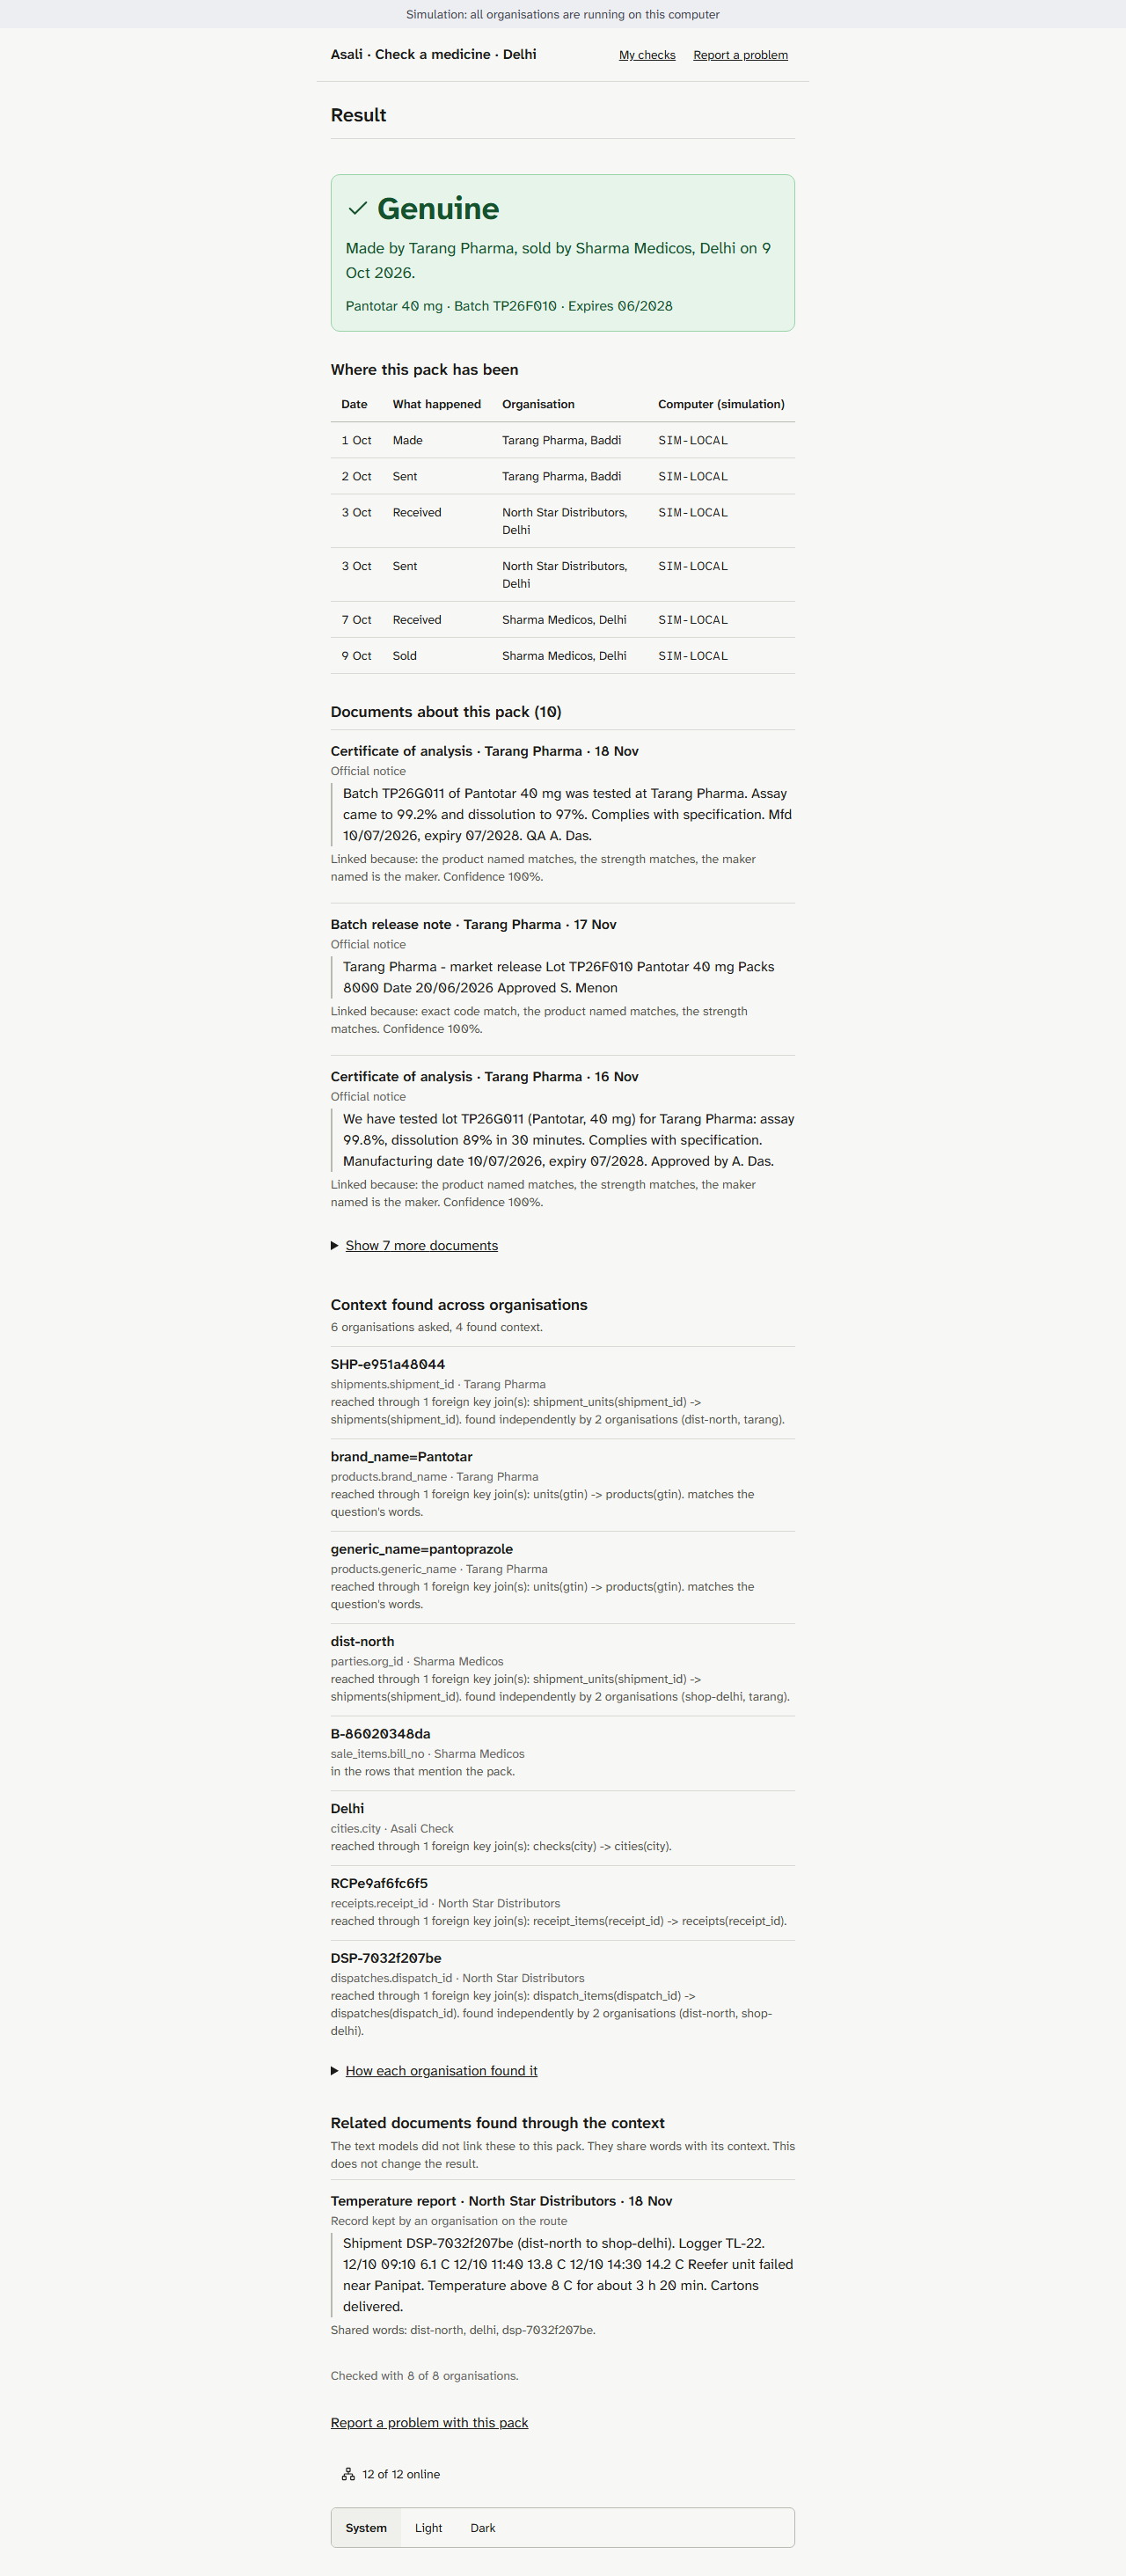 Simulation: all organisations are running on this computer
Asali · Check a medicine · Delhi
My checks
Report a problem
Result
Genuine
Made by Tarang Pharma, sold by Sharma Medicos, Delhi on 9
Oct 2026.
Pantotar 40 mg · Batch TP26F010 · Expires 06/2028
Where this pack has been
Date What happened Organisation Computer (simulation)
1 Oct Made Tarang Pharma, Baddi SIM-LOCAL
2 Oct Sent Tarang Pharma, Baddi SIM-LOCAL
3 Oct Received North Star Distributors, SIM-LOCAL
Delhi
3 Oct Sent North Star Distributors, SIM-LOCAL
Delhi
7 Oct Received Sharma Medicos, Delhi SIM-LOCAL
9 Oct Sold Sharma Medicos, Delhi SIM-LOCAL
Documents about this pack (10)
Certificate of analysis · Tarang Pharma · 18 Nov
Official notice
Batch TP26G011 of Pantotar 40 mg was tested at Tarang Pharma. Assay
came to 99.2% and dissolution to 97%. Complies with specification. Mfd
10/07/2026, expiry 07/2028. QA A. Das.
Linked because: the product named matches, the strength matches, the maker
named is the maker. Confidence 100%.
Batch release note · Tarang Pharma · 17 Nov
Official notice
Tarang Pharma - market release Lot TP26F010 Pantotar 40 mg Packs
8000 Date 20/06/2026 Approved S. Menon
Linked because: exact code match, the product named matches, the strength
matches. Confidence 100%.
Certificate of analysis · Tarang Pharma · 16 Nov
Official notice
We have tested lot TP26G011 (Pantotar, 40 mg) for Tarang Pharma: assay
99.8%, dissolution 89% in 30 minutes. Complies with specification.
Manufacturing date 10/07/2026, expiry 07/2028. Approved by A. Das.
Linked because: the product named matches, the strength matches, the maker
named is the maker. Confidence 100%.
Show 7 more documents
Context found across organisations
6 organisations asked, 4 found context.
SHP-e951a48044
shipments.shipment_id · Tarang Pharma
reached through 1 foreign key join(s): shipment_units(shipment_id) ->
shipments(shipment_id). found independently by 2 organisations (dist-north, tarang).
brand_name=Pantotar
products.brand_name · Tarang Pharma
reached through 1 foreign key join(s): units(gtin) -> products(gtin). matches the
question's words.
generic_name=pantoprazole
products.generic_name · Tarang Pharma
reached through 1 foreign key join(s): units(gtin) -> products(gtin). matches the
question's words.
dist-north
parties.org_id · Sharma Medicos
reached through 1 foreign key join(s): shipment_units(shipment_id) ->
shipments(shipment_id). found independently by 2 organisations (shop-delhi, tarang).
B-86020348da
sale_items.bill_no · Sharma Medicos
in the rows that mention the pack.
Delhi
cities.city · Asali Check
reached through 1 foreign key join(s): checks(city) -> cities(city).
RCPe9af6fc6f5
receipts.receipt_id · North Star Distributors
reached through 1 foreign key join(s): receipt_items(receipt_id) -> receipts(receipt_id).
DSP-7032f207be
dispatches.dispatch_id · North Star Distributors
reached through 1 foreign key join(s): dispatch_items(dispatch_id) ->
dispatches(dispatch_id). found independently by 2 organisations (dist-north, shop-
delhi).
How each organisation found it
Related documents found through the context
The text models did not link these to this pack. They share words with its context. This
does not change the result.
Temperature report · North Star Distributors · 18 Nov
Record kept by an organisation on the route
Shipment DSP-7032f207be (dist-north to shop-delhi). Logger TL-22.
12/10 09:10 6.1 C 12/10 11:40 13.8 C 12/10 14:30 14.2 C Reefer unit failed
near Panipat. Temperature above 8 C for about 3 h 20 min. Cartons
delivered.
Shared words: dist-north, delhi, dsp-7032f207be.
Checked with 8 of 8 organisations.
Report a problem with this pack
12 of 12 online
System Light Dark